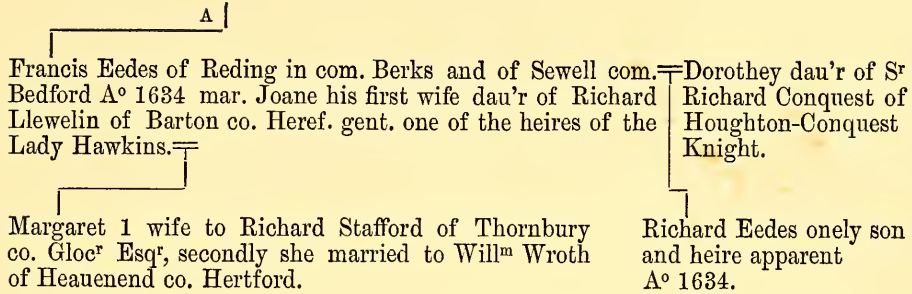 A
Francis Eedes of Reding in com. Berks and of Sewell com.
Bedford Aº 1634 mar. Joane his first wife dau'r of Richard
Llewelin of Barton co. Heref. gent. one of the heires of the
Lady Hawkins.
Dorothey dau'r of Sʳ
Richard Conquest of
Houghton-Conquest
Knight.
Margaret 1 wife to Richard Stafford of Thornbury
co. Glocʳ Esqʳ, secondly she married to Willᵐ Wroth
of Heauenend co. Hertford.
Richard Eedes onely son
and heire apparent
Aº 1634.